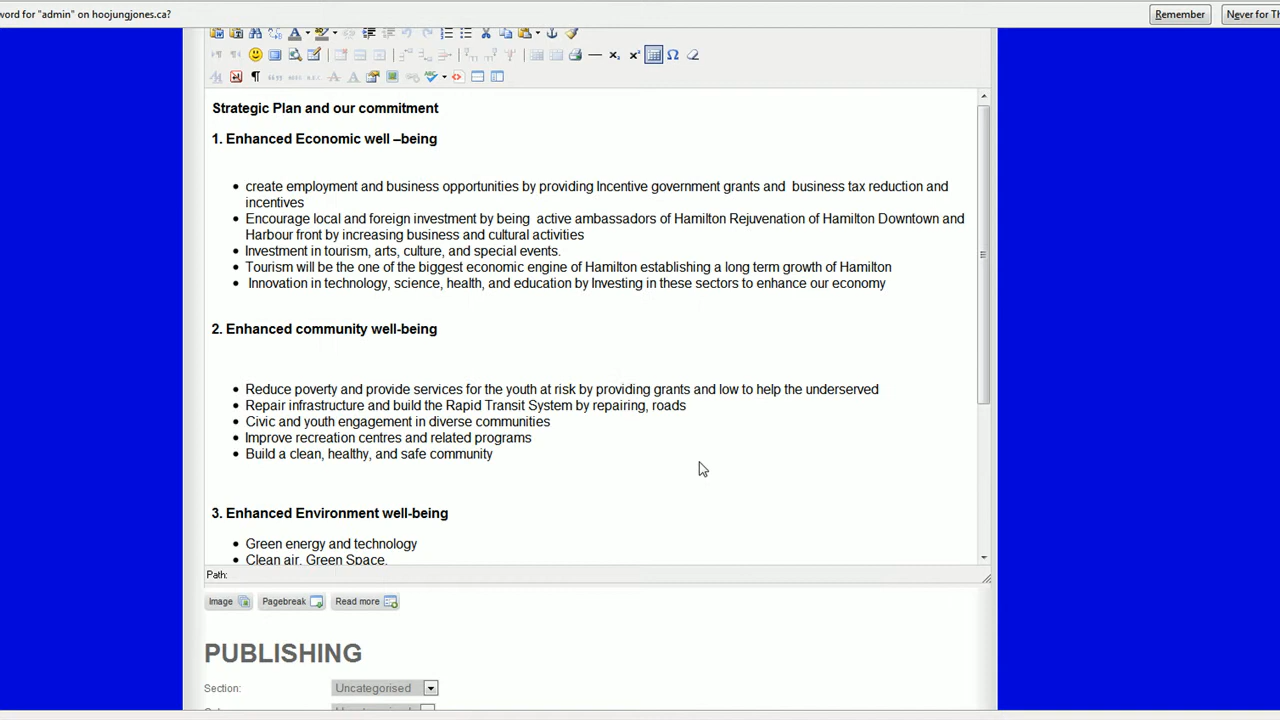 word for "admin" on hoojungjones.ca?
Remember
Never for Th
Strategic Plan and our commitment
1. Enhanced Economic well –being
create employment and business opportunities by providing Incentive government grants and  business tax reduction and
incentives
Encourage local and foreign investment by being  active ambassadors of Hamilton Rejuvenation of Hamilton Downtown and
Harbour front by increasing business and cultural activities
Investment in tourism, arts, culture, and special events.
Tourism will be the one of the biggest economic engine of Hamilton establishing a long term growth of Hamilton
Innovation in technology, science, health, and education by Investing in these sectors to enhance our economy
2. Enhanced community well-being
Reduce poverty and provide services for the youth at risk by providing grants and low to help the underserved
Repair infrastructure and build the Rapid Transit System by repairing, roads
Civic and youth engagement in diverse communities
Improve recreation centres and related programs
Build a clean, healthy, and safe community
3. Enhanced Environment well-being
Green energy and technology
Clean air, Green Space,
Path:
Image
Pagebreak
Read more
PUBLISHING
Section:
Uncategorised